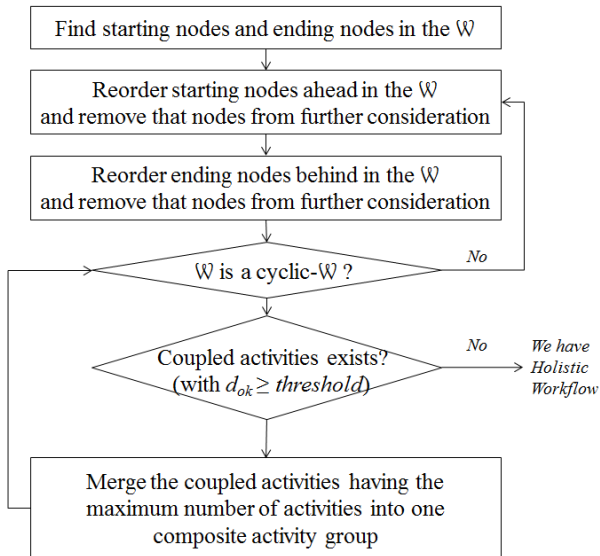 Find starting nodes and ending nodes in the 𝕎
Reorder starting nodes ahead in the 𝕎
and remove that nodes from further consideration
Reorder ending nodes behind in the 𝕎
and remove that nodes from further consideration
𝕎 is a cyclic-𝕎 ?
No
Coupled activities exists?
(with dok ≥ threshold)
No
We have
Holistic
Workflow
Merge the coupled activities having the
maximum number of activities into one
composite activity group